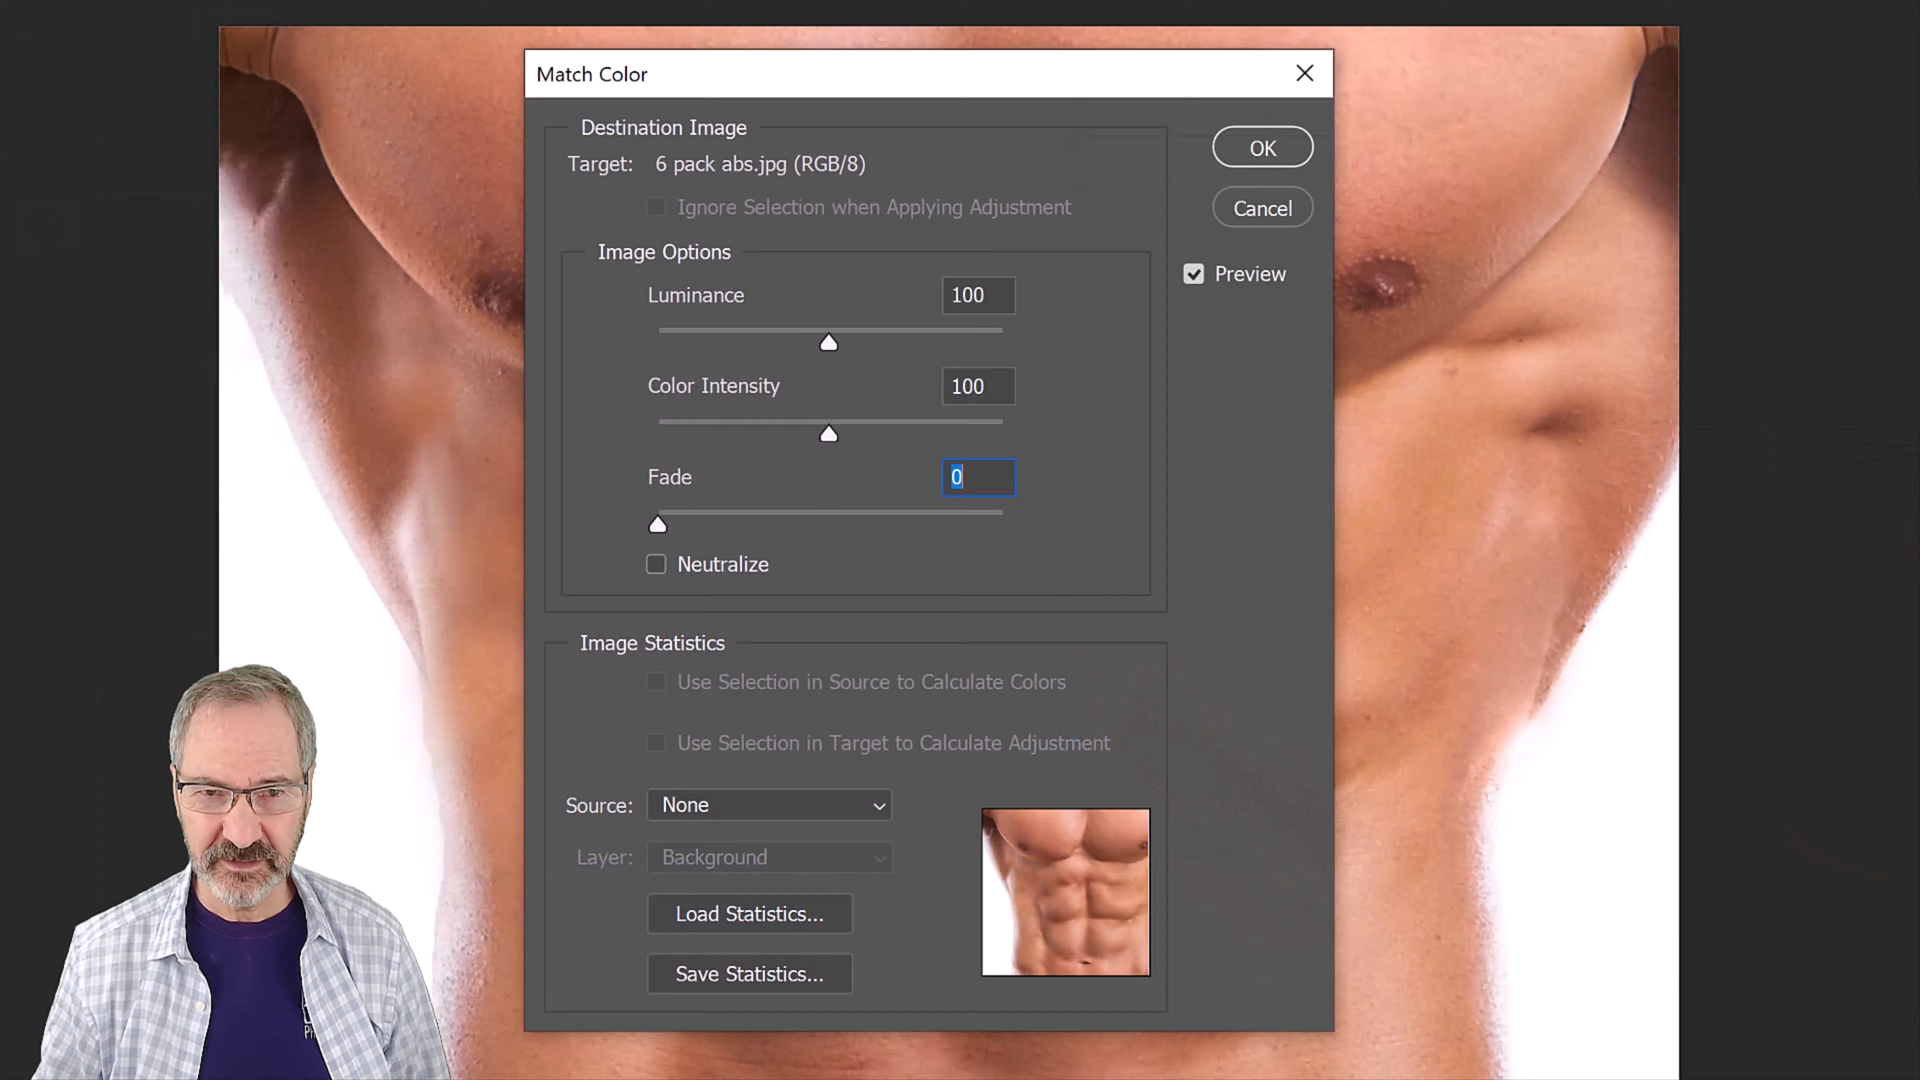 Match Color
Destination Image
Target: 6 pack abs.jpg (RGB/8)
Ignore Selection when Applying Adjustment
Image Options
Luminance 100
Color Intensity 100
Fade 0
Neutralize
OK
Cancel
Preview
Image Statistics
Use Selection in Source to Calculate Colors
Use Selection in Target to Calculate Adjustment
Source: None
Layer: Background
Load Statistics...
Save Statistics...